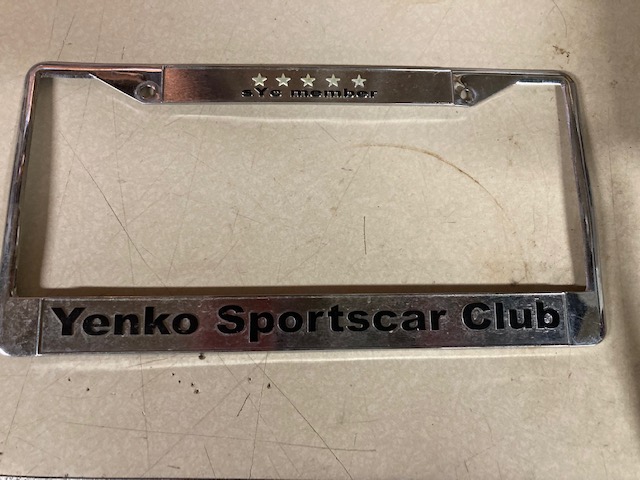 sYc member
Yenko Sportscar Club